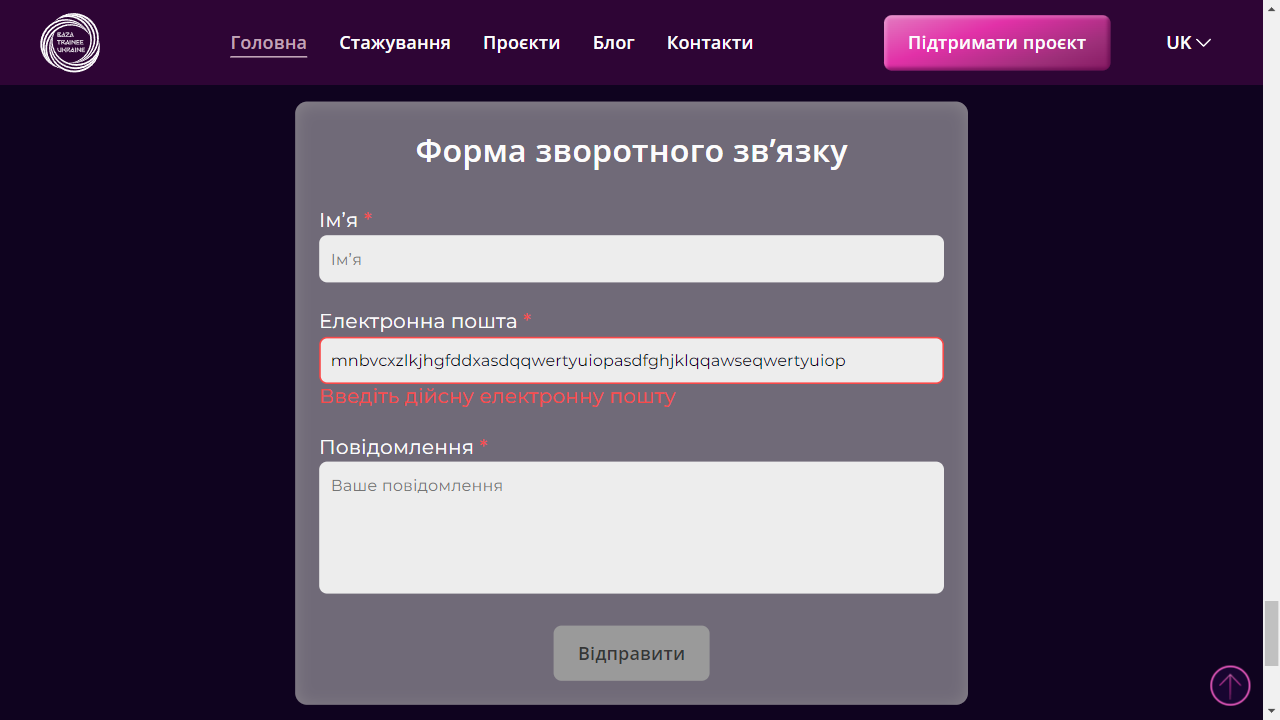 BAZA
TRAINEE
UKRAINE
Головна Стажування Проєкти Блог Контакти Підтримати проєкт UK
Форма зворотного зв’язку
Ім’я *
Ім’я
Електронна пошта *
mnbvcxzlkjhgfddxasdqqwertyuiopasdfghjklqqawseqwertyuiop
Введіть дійсну електронну пошту
Повідомлення *
Ваше повідомлення
Відправити